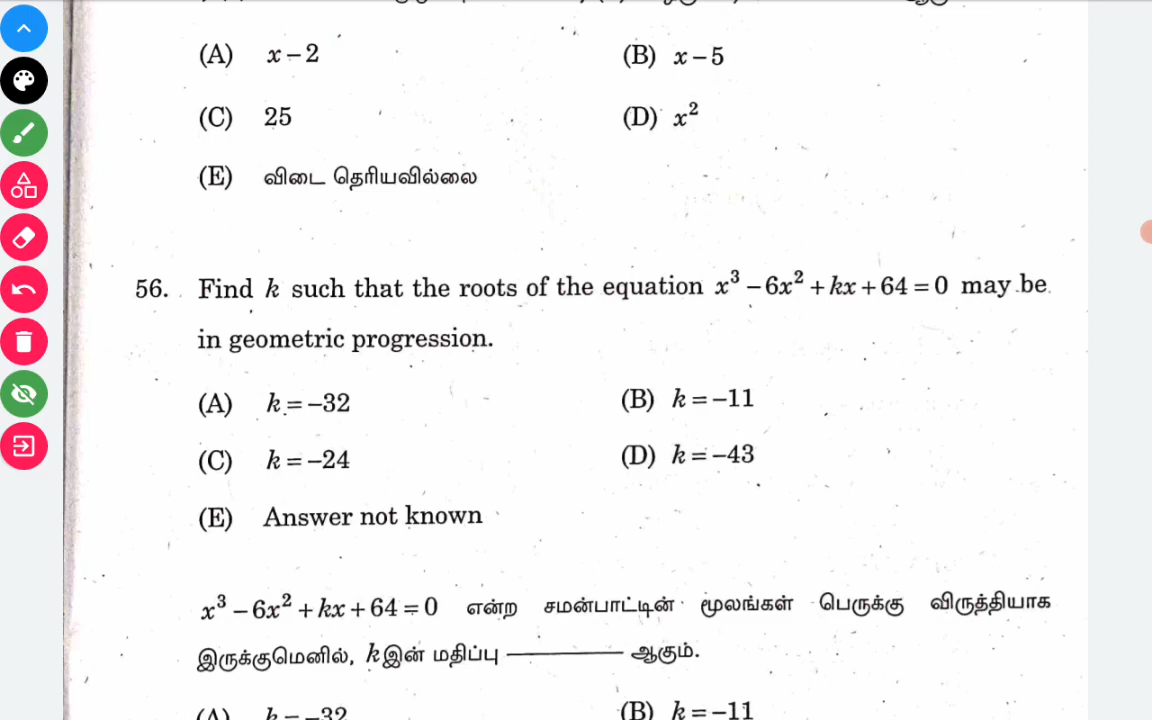 (A) x – 2 (B) x – 5
(C) 25 (D) x²
(E) விடை தெரியவில்லை
56. Find k such that the roots of the equation x³ – 6x² + kx + 64 = 0 may be
in geometric progression.
(A) k = –32 (B) k = –11
(C) k = –24 (D) k = –43
(E) Answer not known
x³ – 6x² + kx + 64 = 0 என்ற சமன்பாட்டின் மூலங்கள் பெருக்கு விருத்தியாக
இருக்குமெனில், k இன் மதிப்பு ———— ஆகும்.
(A) k = –32 (B) k = –11